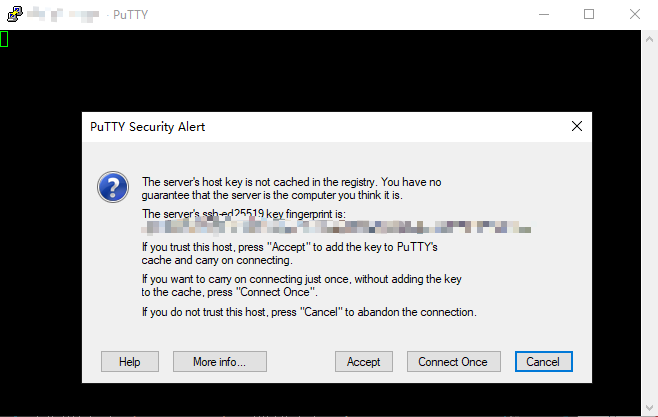 - PuTTY
PuTTY Security Alert
The server's host key is not cached in the registry. You have no
guarantee that the server is the computer you think it is.
The server's ssh-ed25519 key fingerprint is:
If you trust this host, press "Accept" to add the key to PuTTY's
cache and carry on connecting.
If you want to carry on connecting just once, without adding the key
to the cache, press "Connect Once".
If you do not trust this host, press "Cancel" to abandon the connection.
Help
More info...
Accept
Connect Once
Cancel